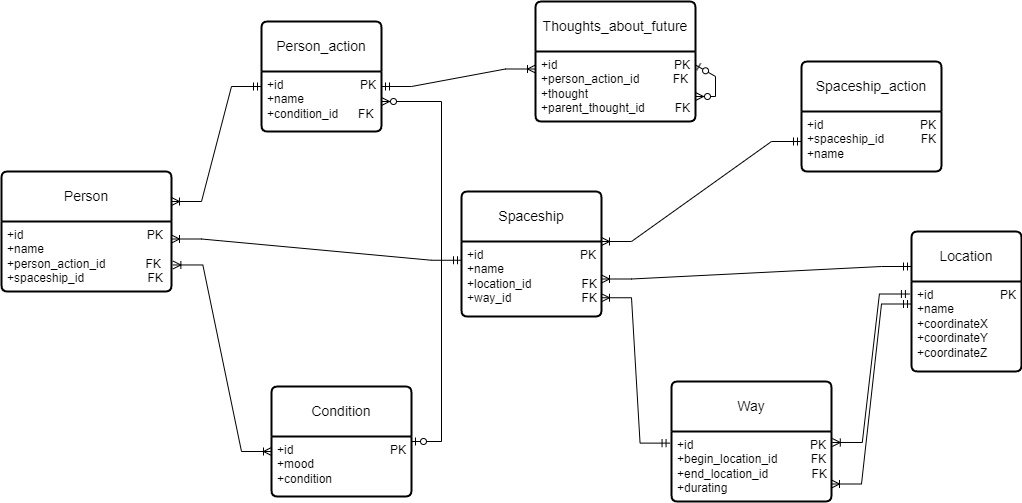 Person_action
+id PK
+name
+condition_id FK
Thoughts_about_future
+id PK
+person_action_id FK
+thought
+parent_thought_id FK
Spaceship_action
+id PK
+spaceship_id FK
+name
Person
+id PK
+name
+person_action_id FK
+spaceship_id FK
Spaceship
+id PK
+name
+location_id FK
+way_id FK
Location
+id PK
+name
+coordinateX
+coordinateY
+coordinateZ
Condition
+id PK
+mood
+condition
Way
+id PK
+begin_location_id FK
+end_location_id FK
+durating